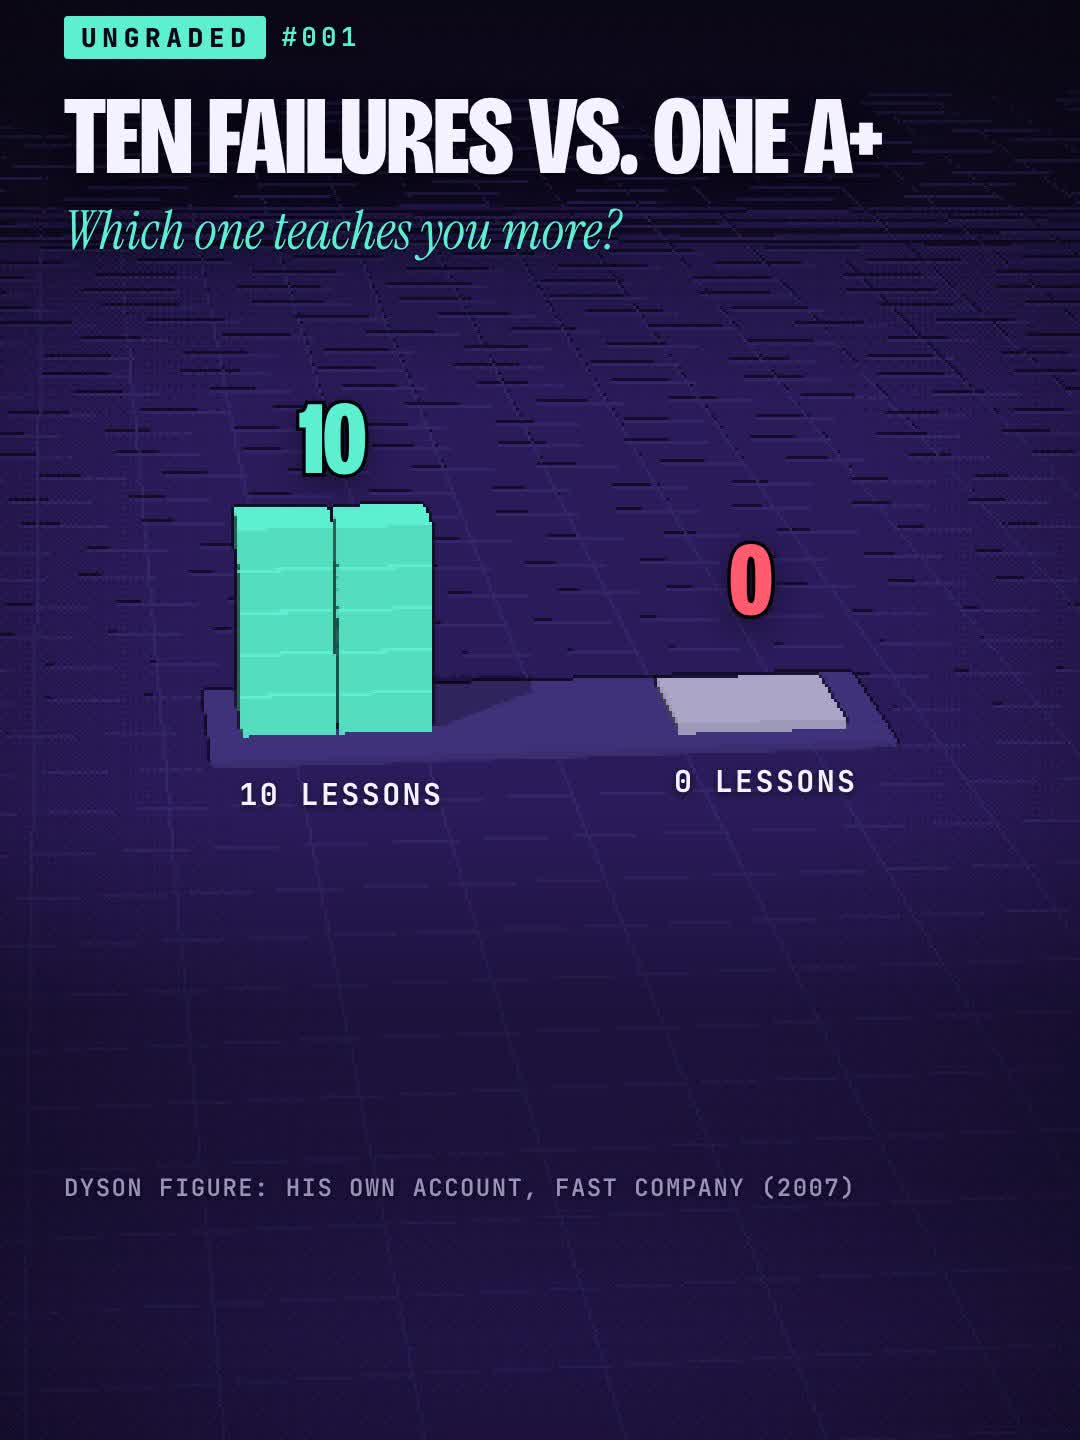 UNGRADED #001
TEN FAILURES VS. ONE A+
Which one teaches you more?
10
0
10 LESSONS
0 LESSONS
DYSON FIGURE: HIS OWN ACCOUNT, FAST COMPANY (2007)